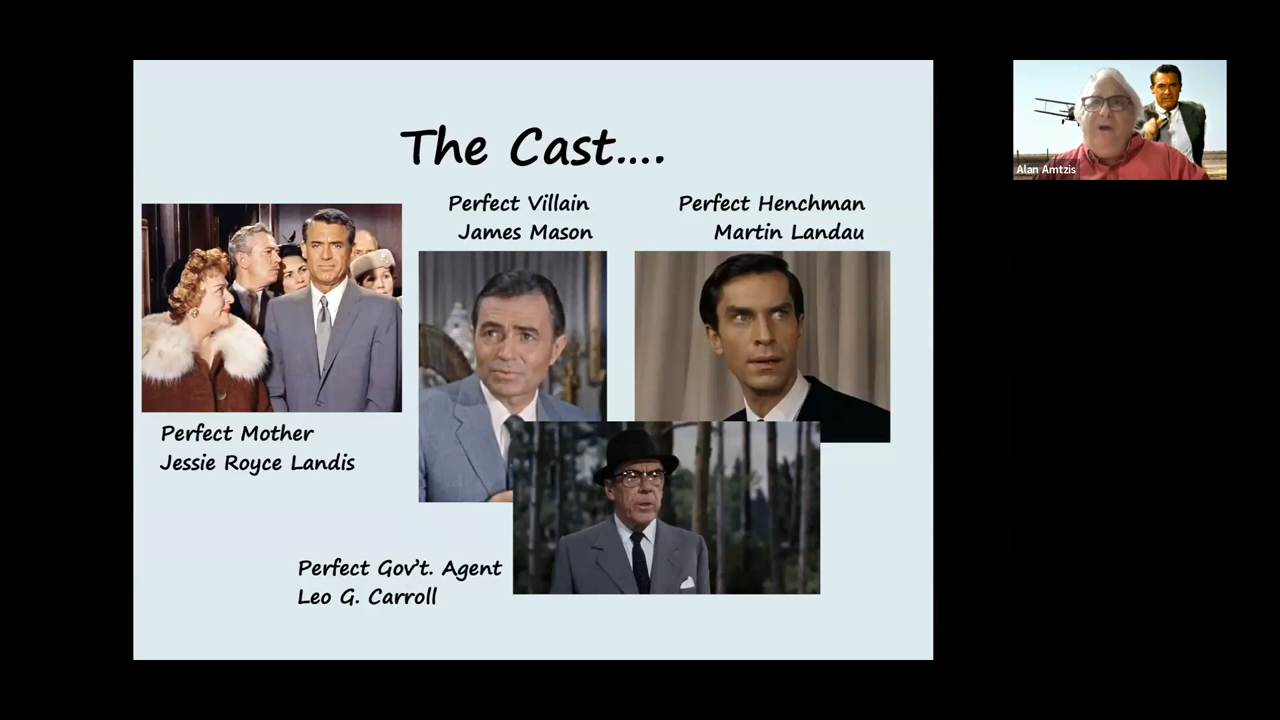 The Cast....
Perfect Villain
James Mason
Perfect Henchman
Martin Landau
Perfect Mother
Jessie Royce Landis
Perfect Gov't. Agent
Leo G. Carroll
Alan Amtzis